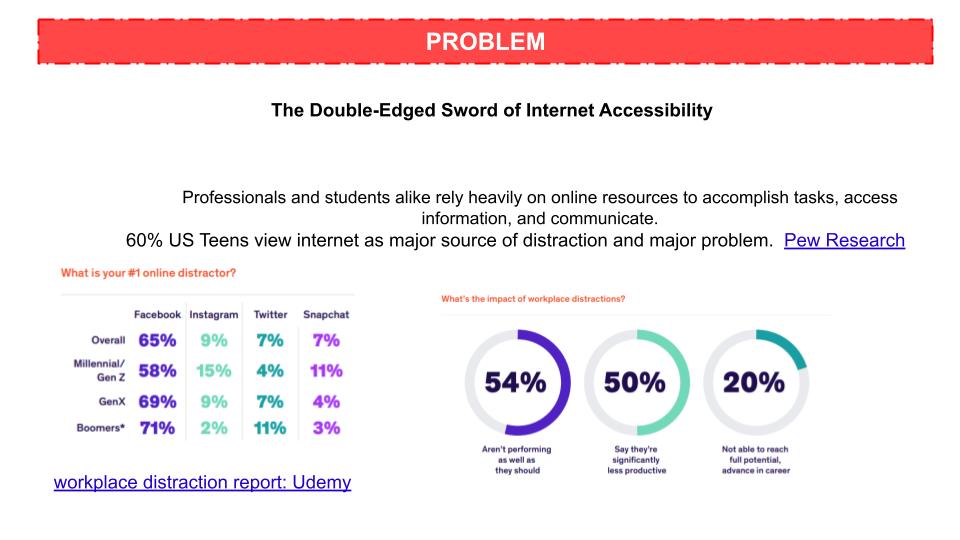 PROBLEM
The Double-Edged Sword of Internet Accessibility
Professionals and students alike rely heavily on online resources to accomplish tasks, access
information, and communicate.
60% US Teens view internet as major source of distraction and major problem. Pew Research
What is your #1 online distractor?
Facebook Instagram Twitter Snapchat
Overall 65% 9% 7% 7%
Millennial/
Gen Z 58% 15% 4% 11%
GenX 69% 9% 7% 4%
Boomers* 71% 2% 11% 3%
workplace distraction report: Udemy
What's the impact of workplace distractions?
54% 50% 20%
Aren't performing
as well as
they should
Say they're
significantly
less productive
Not able to reach
full potential,
advance in career